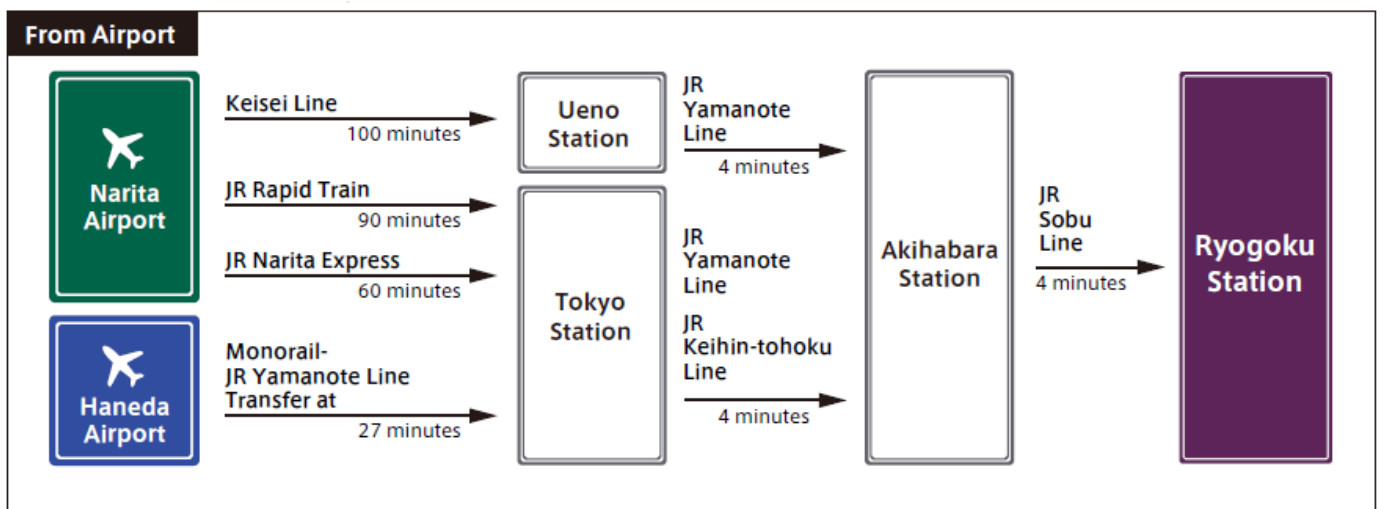 From Airport
Narita
Airport
Haneda
Airport
Keisei Line
100 minutes
JR Rapid Train
90 minutes
JR Narita Express
60 minutes
Monorail-
JR Yamanote Line
Transfer at
27 minutes
Ueno
Station
Tokyo
Station
JR
Yamanote
Line
4 minutes
JR
Yamanote
Line
JR
Keihin-tohoku
Line
4 minutes
Akihabara
Station
JR
Sobu
Line
4 minutes
Ryogoku
Station